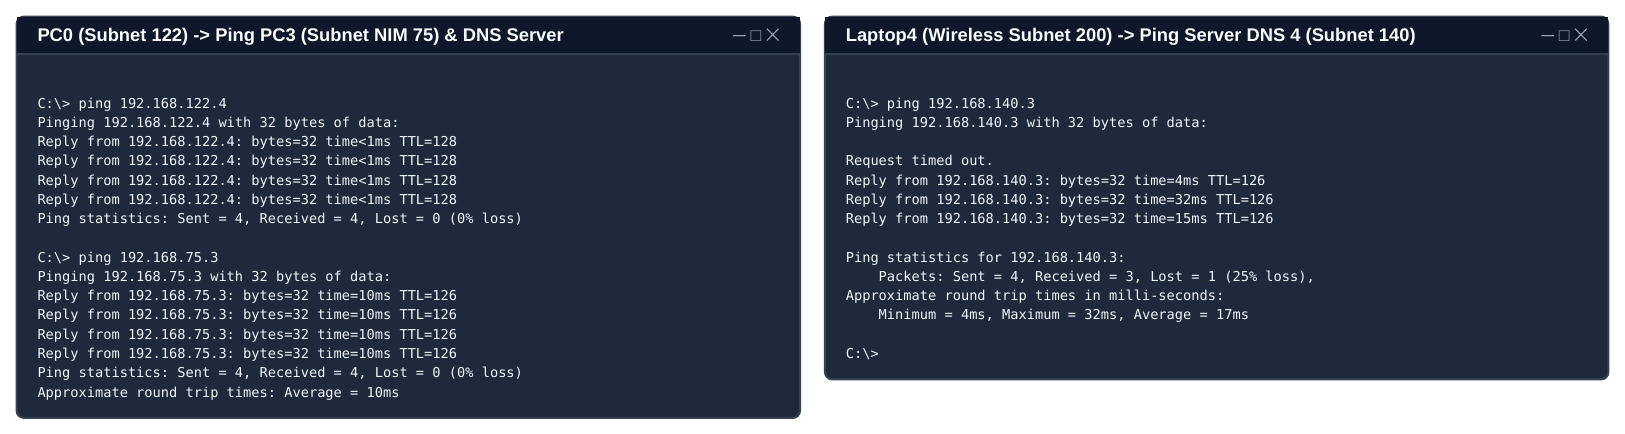 PC0 (Subnet 122) -> Ping PC3 (Subnet NIM 75) & DNS Server
C:\> ping 192.168.122.4
Pinging 192.168.122.4 with 32 bytes of data:
Reply from 192.168.122.4: bytes=32 time<1ms TTL=128
Reply from 192.168.122.4: bytes=32 time<1ms TTL=128
Reply from 192.168.122.4: bytes=32 time<1ms TTL=128
Reply from 192.168.122.4: bytes=32 time<1ms TTL=128
Ping statistics: Sent = 4, Received = 4, Lost = 0 (0% loss)
C:\> ping 192.168.75.3
Pinging 192.168.75.3 with 32 bytes of data:
Reply from 192.168.75.3: bytes=32 time=10ms TTL=126
Reply from 192.168.75.3: bytes=32 time=10ms TTL=126
Reply from 192.168.75.3: bytes=32 time=10ms TTL=126
Reply from 192.168.75.3: bytes=32 time=10ms TTL=126
Ping statistics: Sent = 4, Received = 4, Lost = 0 (0% loss)
Approximate round trip times: Average = 10ms
Laptop4 (Wireless Subnet 200) -> Ping Server DNS 4 (Subnet 140)
C:\> ping 192.168.140.3
Pinging 192.168.140.3 with 32 bytes of data:
Request timed out.
Reply from 192.168.140.3: bytes=32 time=4ms TTL=126
Reply from 192.168.140.3: bytes=32 time=32ms TTL=126
Reply from 192.168.140.3: bytes=32 time=15ms TTL=126
Ping statistics for 192.168.140.3:
Packets: Sent = 4, Received = 3, Lost = 1 (25% loss),
Approximate round trip times in milli-seconds:
Minimum = 4ms, Maximum = 32ms, Average = 17ms
C:\>